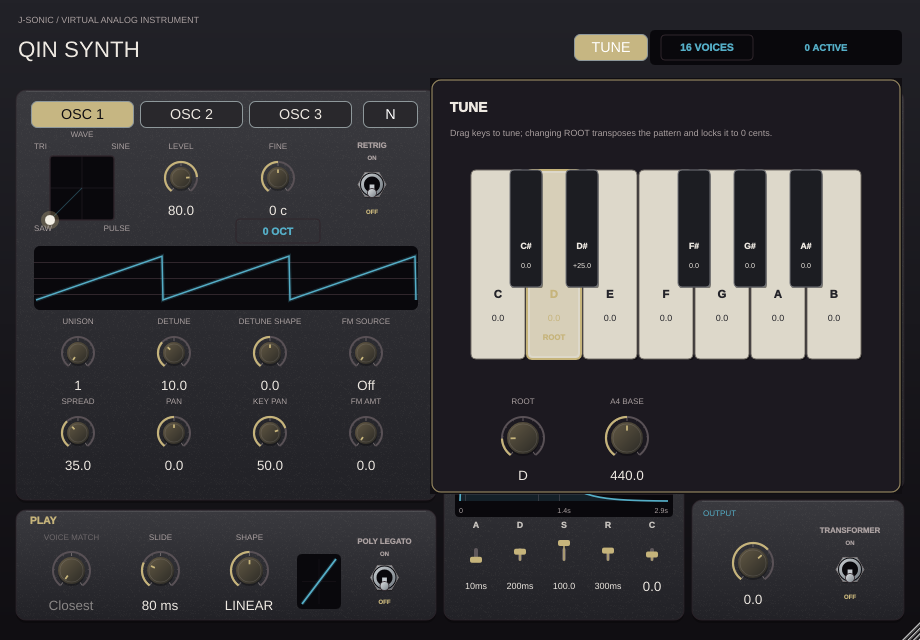 J-SONIC / VIRTUAL ANALOG INSTRUMENT
QIN SYNTH
TUNE
16 VOICES
0 ACTIVE
OSC 1
OSC 2
OSC 3
N
WAVE
TRI
SINE
SAW
PULSE
LEVEL
80.0
FINE
0 c
RETRIG
ON
OFF
0 OCT
UNISON
DETUNE
DETUNE SHAPE
FM SOURCE
1
10.0
0.0
Off
SPREAD
PAN
KEY PAN
FM AMT
35.0
0.0
50.0
0.0
TUNE
Drag keys to tune; changing ROOT transposes the pattern and locks it to 0 cents.
C#
D#
F#
G#
A#
0.0
+25.0
0.0
0.0
0.0
C
D
E
F
G
A
B
0.0
0.0
0.0
0.0
0.0
0.0
0.0
ROOT
ROOT
A4 BASE
D
440.0
PLAY
VOICE MATCH
SLIDE
SHAPE
POLY LEGATO
ON
OFF
Closest
80 ms
LINEAR
0
1.4s
2.9s
A
D
S
R
C
10ms
200ms
100.0
300ms
0.0
OUTPUT
0.0
TRANSFORMER
ON
OFF